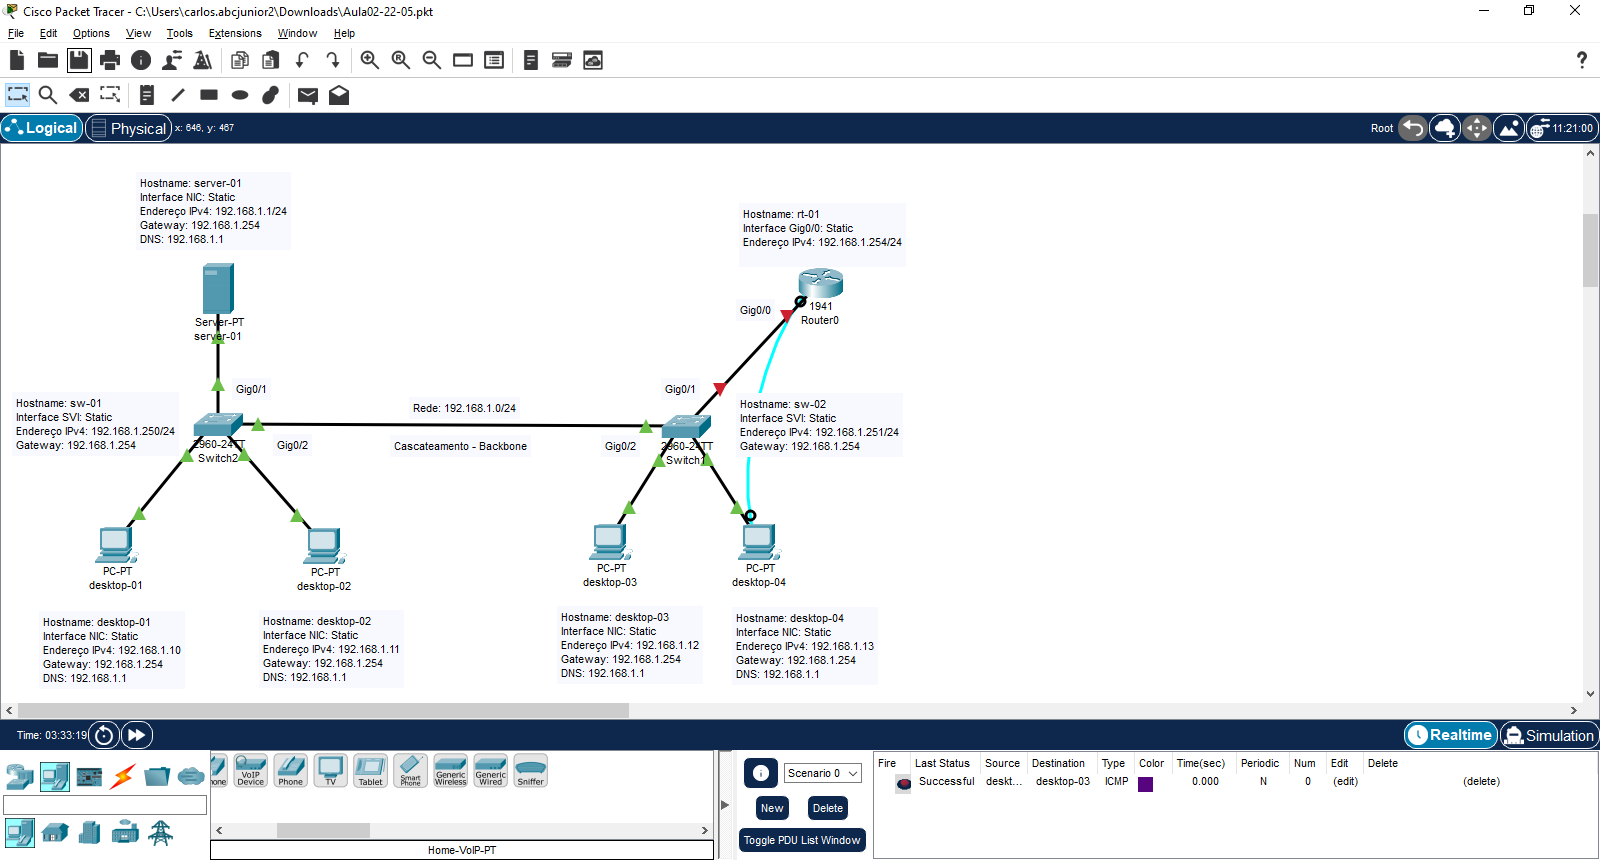 Cisco Packet Tracer - C:\Users\carlos.abcjunior2\Downloads\Aula02-22-05.pkt
File Edit Options View Tools Extensions Window Help
?
Logical Physical x: 646, y: 467 Root 11:21:00
Hostname: server-01
Interface NIC: Static
Endereço IPv4: 192.168.1.1/24
Gateway: 192.168.1.254
DNS: 192.168.1.1
Hostname: rt-01
Interface Gig0/0: Static
Endereço IPv4: 192.168.1.254/24
Server-PT
server-01
Gig0/0
1941
Router0
Gig0/1
Gig0/1
Hostname: sw-01
Interface SVI: Static
Endereço IPv4: 192.168.1.250/24
Gateway: 192.168.1.254
2960-24TT
Switch2
Gig0/2
Rede: 192.168.1.0/24
Cascateamento - Backbone
Gig0/2
2960-24TT
Switch1
Hostname: sw-02
Interface SVI: Static
Endereço IPv4: 192.168.1.251/24
Gateway: 192.168.1.254
PC-PT
desktop-01
PC-PT
desktop-02
PC-PT
desktop-03
PC-PT
desktop-04
Hostname: desktop-01
Interface NIC: Static
Endereço IPv4: 192.168.1.10
Gateway: 192.168.1.254
DNS: 192.168.1.1
Hostname: desktop-02
Interface NIC: Static
Endereço IPv4: 192.168.1.11
Gateway: 192.168.1.254
DNS: 192.168.1.1
Hostname: desktop-03
Interface NIC: Static
Endereço IPv4: 192.168.1.12
Gateway: 192.168.1.254
DNS: 192.168.1.1
Hostname: desktop-04
Interface NIC: Static
Endereço IPv4: 192.168.1.13
Gateway: 192.168.1.254
DNS: 192.168.1.1
Time: 03:33:19 Realtime Simulation
one
VoIP Device
Phone
TV
Tablet
Smart Phone
Generic Wireless
Generic Wired
Sniffer
Home-VoIP-PT
Scenario 0
New Delete
Toggle PDU List Window
Fire Last Status Source Destination Type Color Time(sec) Periodic Num Edit Delete
Successful deskt... desktop-03 ICMP 0.000 N 0 (edit) (delete)